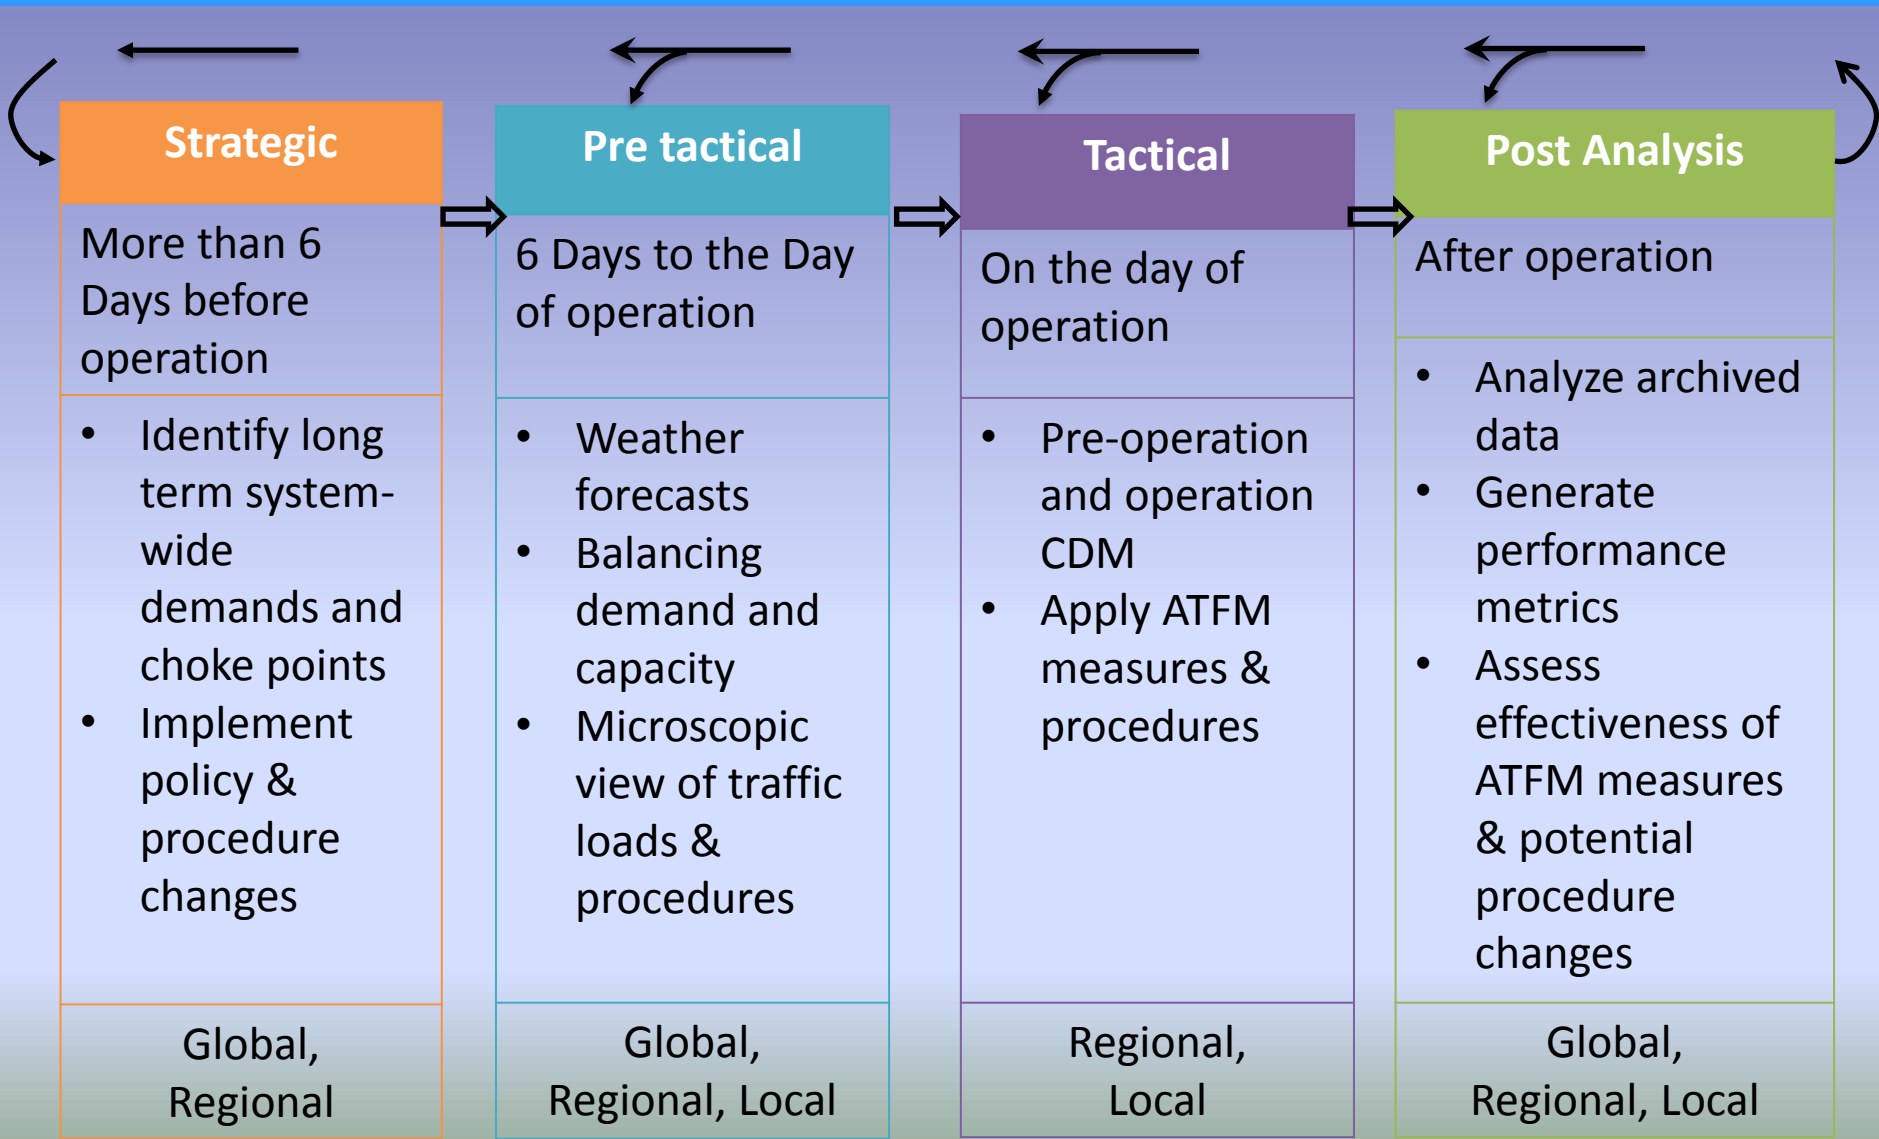 Strategic
More than 6
Days before
operation
• Identify long
term system-
wide
demands and
choke points
• Implement
policy &
procedure
changes
Global,
Regional
Pre tactical
6 Days to the Day
of operation
• Weather
forecasts
• Balancing
demand and
capacity
• Microscopic
view of traffic
loads &
procedures
Global,
Regional, Local
Tactical
On the day of
operation
• Pre-operation
and operation
CDM
• Apply ATFM
measures &
procedures
Regional,
Local
Post Analysis
After operation
• Analyze archived
data
• Generate
performance
metrics
• Assess
effectiveness of
ATFM measures
& potential
procedure
changes
Global,
Regional, Local